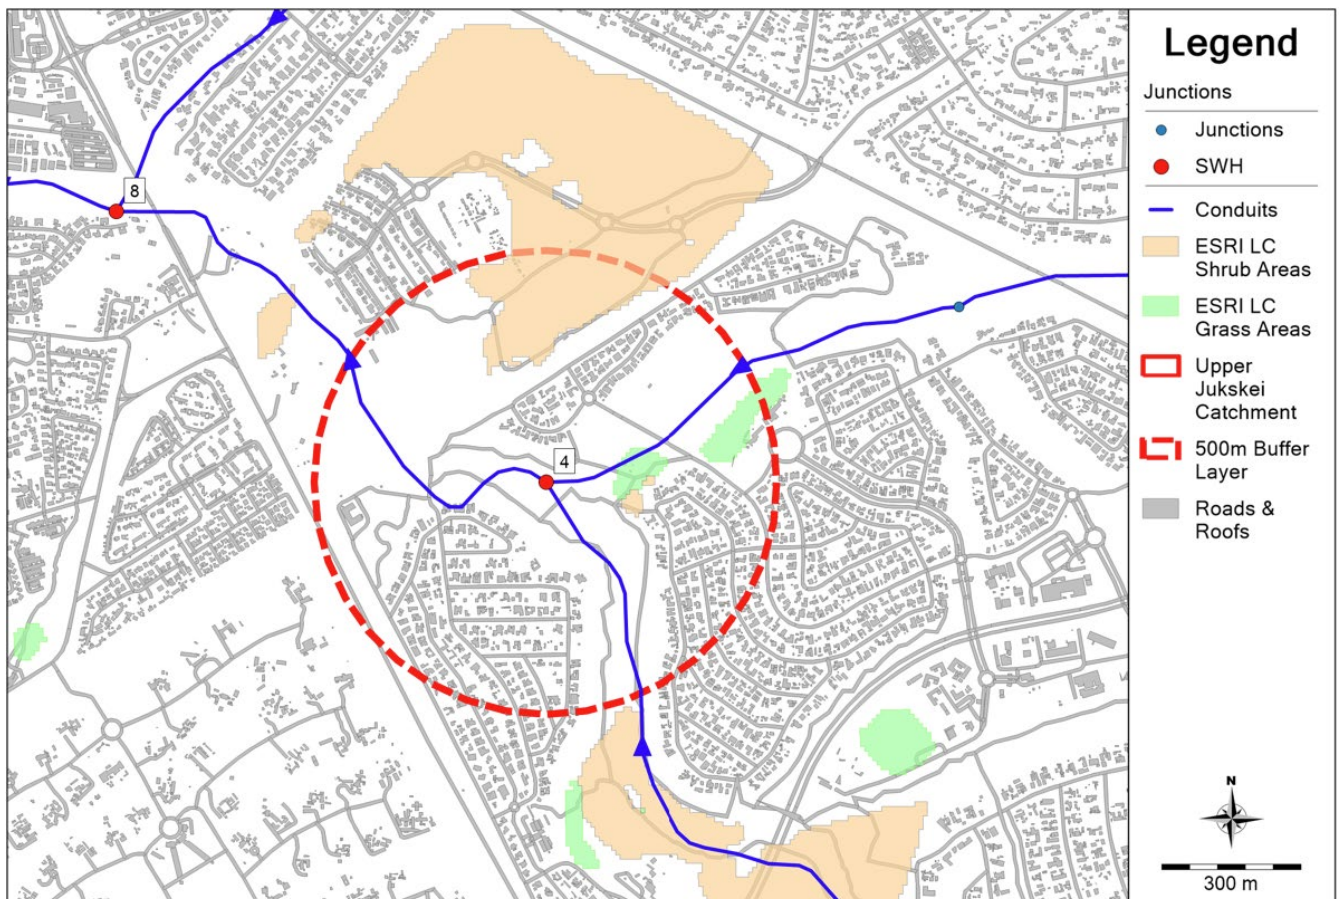 Legend
Junctions
Junctions
SWH
Conduits
ESRI LC
Shrub Areas
ESRI LC
Grass Areas
Upper
Jukskei
Catchment
500m Buffer
Layer
Roads &
Roofs
8
4
N
300 m